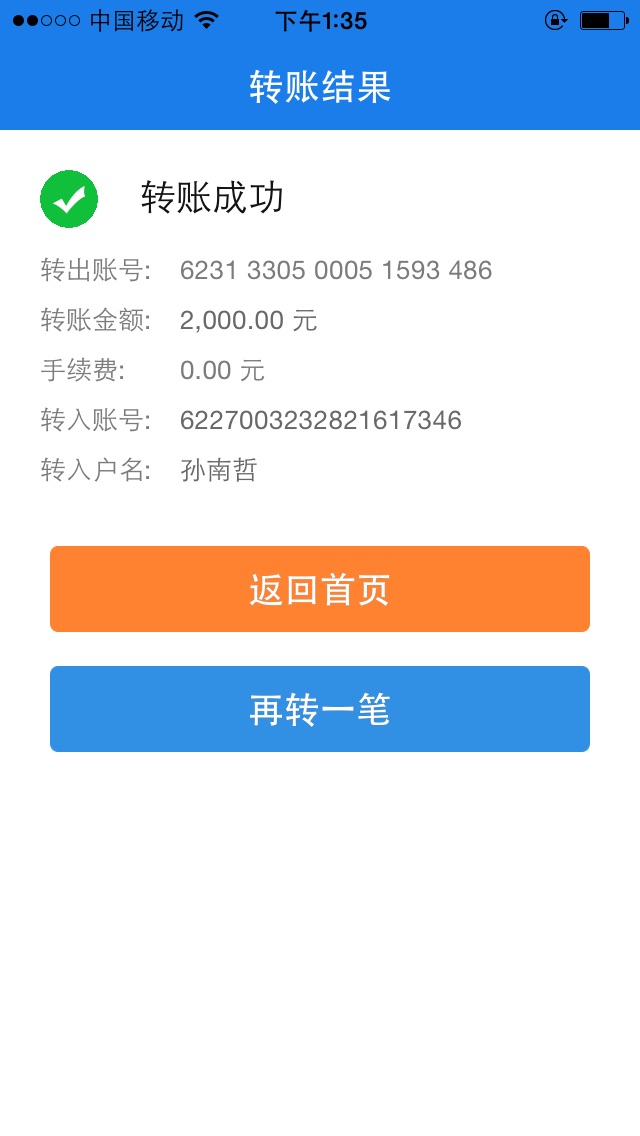 中国移动 下午1:35
转账结果
转账成功
转出账号: 6231 3305 0005 1593 486
转账金额: 2,000.00 元
手续费: 0.00 元
转入账号: 6227003232821617346
转入户名: 孙南哲
返回首页
再转一笔